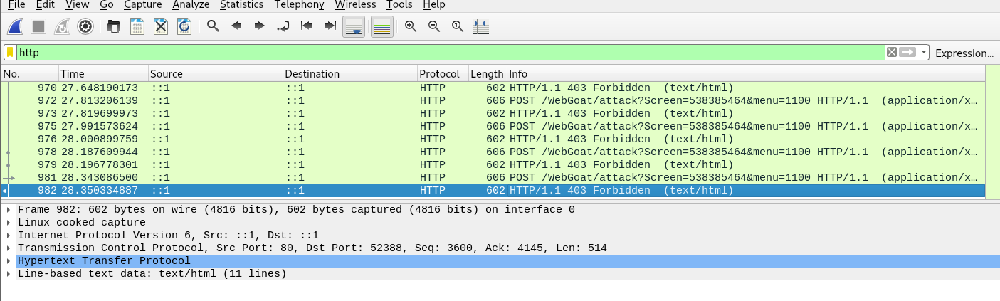 File Edit View Go Capture Analyze Statistics Telephony Wireless Tools Help
http Expression...
No. Time Source Destination Protocol Length Info
970 27.648190173 ::1 ::1 HTTP 602 HTTP/1.1 403 Forbidden (text/html)
972 27.813206139 ::1 ::1 HTTP 606 POST /WebGoat/attack?Screen=538385464&menu=1100 HTTP/1.1 (application/x…
973 27.819699973 ::1 ::1 HTTP 602 HTTP/1.1 403 Forbidden (text/html)
975 27.991573624 ::1 ::1 HTTP 606 POST /WebGoat/attack?Screen=538385464&menu=1100 HTTP/1.1 (application/x…
976 28.000899759 ::1 ::1 HTTP 602 HTTP/1.1 403 Forbidden (text/html)
978 28.187609944 ::1 ::1 HTTP 606 POST /WebGoat/attack?Screen=538385464&menu=1100 HTTP/1.1 (application/x…
979 28.196778301 ::1 ::1 HTTP 602 HTTP/1.1 403 Forbidden (text/html)
981 28.343086500 ::1 ::1 HTTP 606 POST /WebGoat/attack?Screen=538385464&menu=1100 HTTP/1.1 (application/x…
982 28.350334887 ::1 ::1 HTTP 602 HTTP/1.1 403 Forbidden (text/html)
Frame 982: 602 bytes on wire (4816 bits), 602 bytes captured (4816 bits) on interface 0
Linux cooked capture
Internet Protocol Version 6, Src: ::1, Dst: ::1
Transmission Control Protocol, Src Port: 80, Dst Port: 52388, Seq: 3600, Ack: 4145, Len: 514
Hypertext Transfer Protocol
Line-based text data: text/html (11 lines)